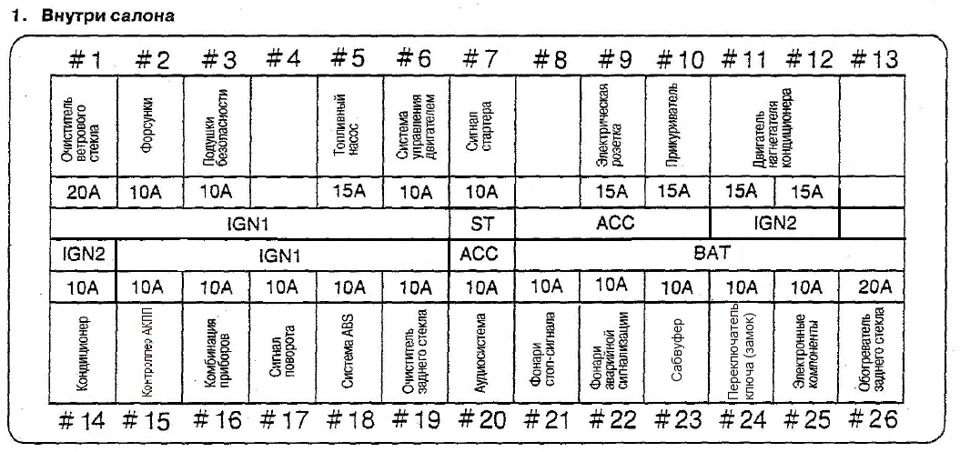 1. Внутри салона
#1 #2 #3 #4 #5 #6 #7 #8 #9 #10 #11 #12 #13
Очиститель
ветрового
стекла
Форсунки
Подушки
безопасности
Топливный
насос
Система
управления
двигателем
Сигнал
стартера
Электрическая
розетка
Прикуриватель
Двигатель
нагнетателя
кондиционера
20A 10A 10A 15A 10A 10A 15A 15A 15A 15A
IGN1 ST ACC IGN2
IGN2 IGN1 ACC BAT
10A 10A 10A 10A 10A 10A 10A 10A 10A 10A 10A 10A 20A
Кондиционер
Контроллер АКПП
Комбинация
приборов
Сигнал
поворота
Система ABS
Очиститель
заднего стекла
Аудиосистема
Фонари
стоп-сигнала
Фонари
аварийной
сигнализации
Сабвуфер
Переключатель
ключа (замок)
Электронные
компоненты
Обогреватель
заднего стекла
#14 #15 #16 #17 #18 #19 #20 #21 #22 #23 #24 #25 #26